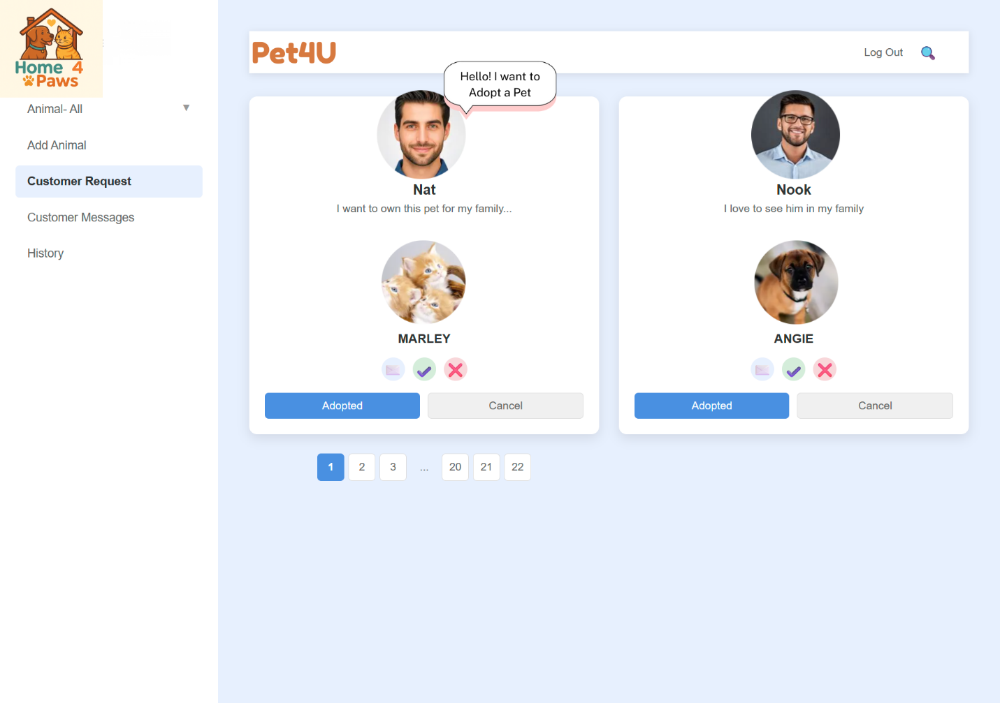 Home 4
Paws
Animal- All
Add Animal
Customer Request
Customer Messages
History
Pet4U
Log Out
Hello! I want to
Adopt a Pet
Nat
I want to own this pet for my family...
MARLEY
Adopted
Cancel
Nook
I love to see him in my family
ANGIE
Adopted
Cancel
1
2
3
...
20
21
22